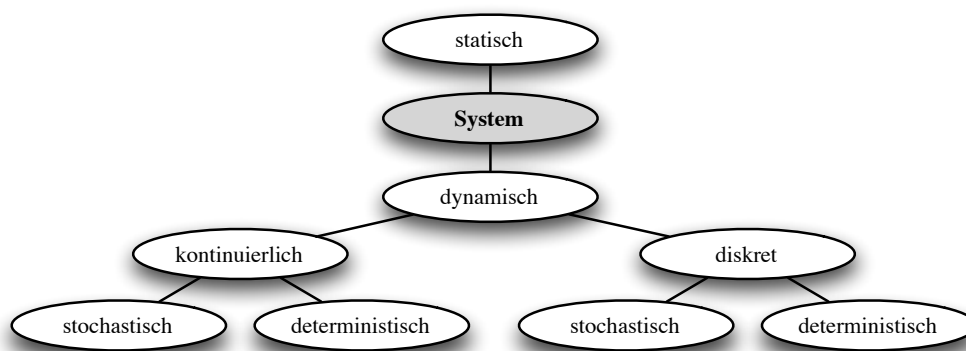 statisch
System
dynamisch
kontinuierlich
diskret
stochastisch
deterministisch
stochastisch
deterministisch